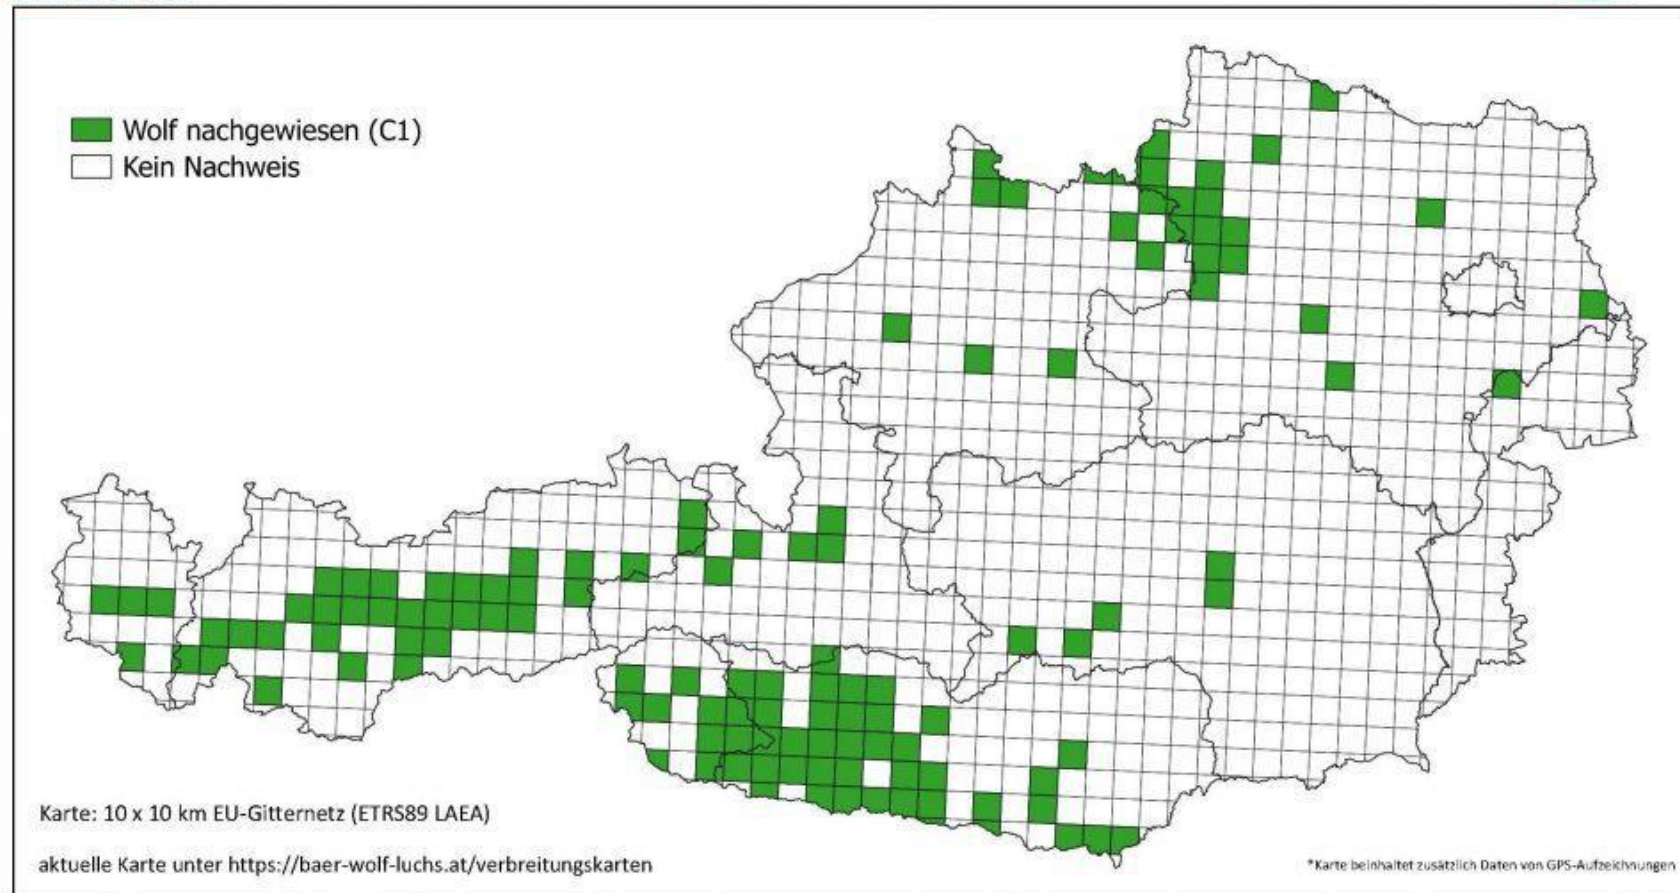 Wolf nachgewiesen (C1)
Kein Nachweis
Karte: 10 x 10 km EU-Gitternetz (ETRS89 LAEA)
aktuelle Karte unter https://baer-wolf-luchs.at/verbreitungskarten
*Karte beinhaltet zusätzlich Daten von GPS-Aufzeichnungen